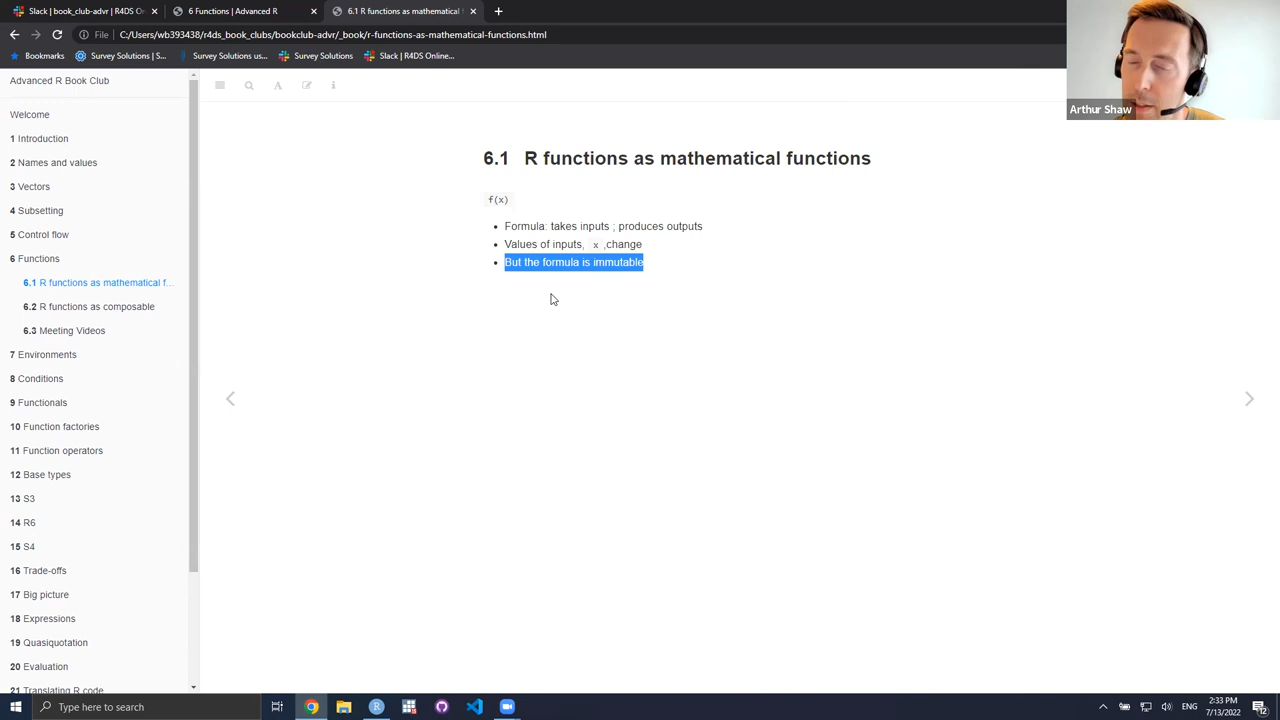 Slack | book_club-advr | R4DS O
6 Functions | Advanced R
6.1 R functions as mathematical f
File
C:/Users/wb393438/r4ds_book_clubs/bookclub-advr/_book/r-functions-as-mathematical-functions.html
Bookmarks
Survey Solutions | S...
Survey Solutions us...
Survey Solutions
Slack | R4DS Online...
Arthur Shaw
Advanced R Book Club
Welcome
1 Introduction
2 Names and values
3 Vectors
4 Subsetting
5 Control flow
6 Functions
6.1 R functions as mathematical f...
6.2 R functions as composable
6.3 Meeting Videos
7 Environments
8 Conditions
9 Functionals
10 Function factories
11 Function operators
12 Base types
13 S3
14 R6
15 S4
16 Trade-offs
17 Big picture
18 Expressions
19 Quasiquotation
20 Evaluation
21 Translating R code
6.1 R functions as mathematical functions
f(x)
• Formula: takes inputs ; produces outputs
• Values of inputs, x ,change
• But the formula is immutable
Type here to search
ENG
2:33 PM
7/13/2022
12